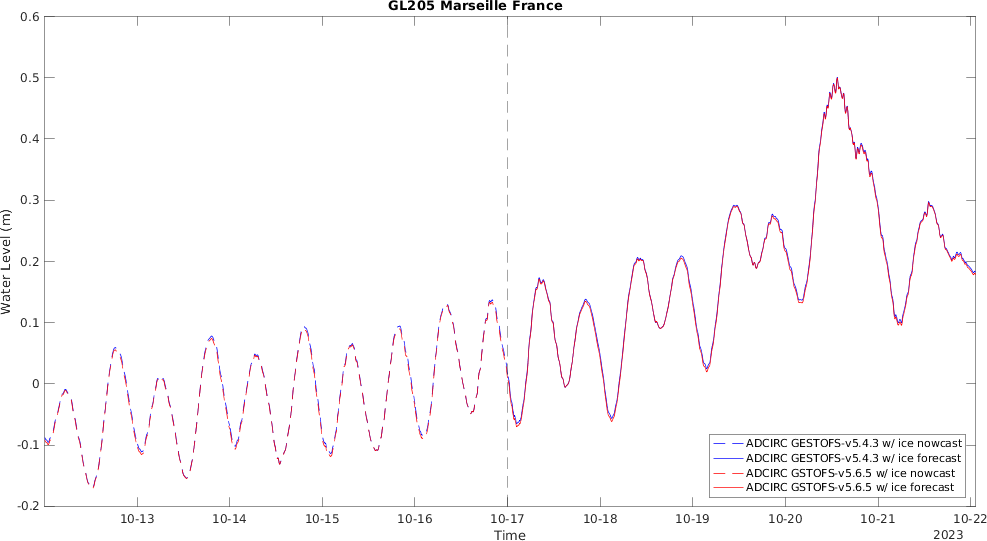 GL205 Marseille France
0.6
0.5
0.4
0.3
0.2
0.1
0
-0.1
-0.2
Water Level (m)
ADCIRC GESTOFS-v5.4.3 w/ ice nowcast
ADCIRC GESTOFS-v5.4.3 w/ ice forecast
ADCIRC GSTOFS-v5.6.5 w/ ice nowcast
ADCIRC GSTOFS-v5.6.5 w/ ice forecast
10-13 10-14 10-15 10-16 10-17 10-18 10-19 10-20 10-21 10-22
Time
2023